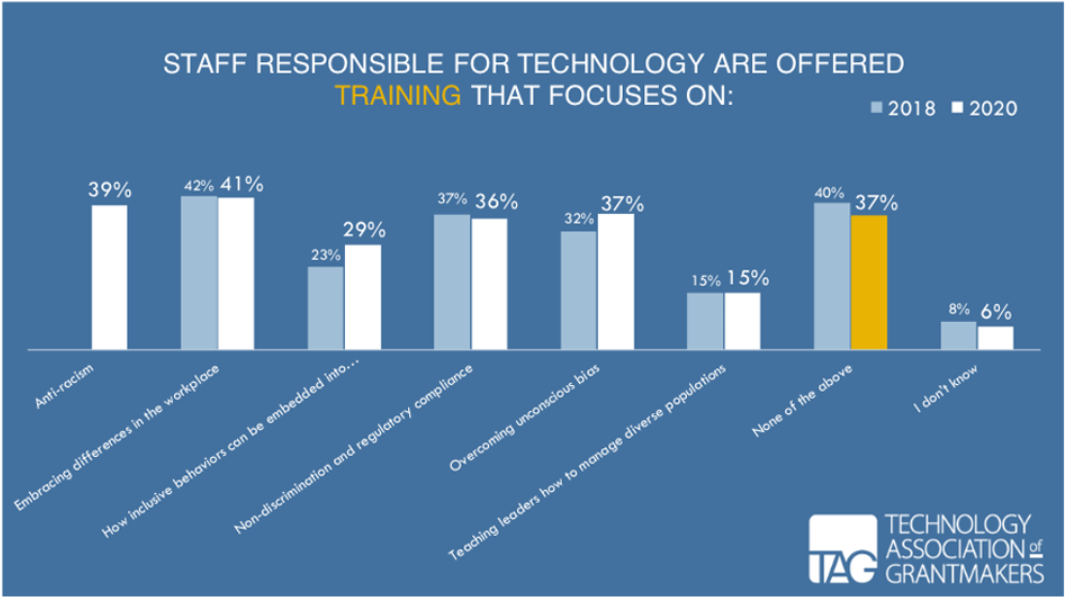 STAFF RESPONSIBLE FOR TECHNOLOGY ARE OFFERED
TRAINING THAT FOCUSES ON:
2018 2020
39%
42% 41%
23% 29%
37% 36%
32% 37%
15% 15%
40% 37%
8% 6%
Anti-racism
Embracing differences in the workplace
How inclusive behaviors can be embedded into...
Non-discrimination and regulatory compliance
Overcoming unconscious bias
Teaching leaders how to manage diverse populations
None of the above
I don't know
TAG
TECHNOLOGY
ASSOCIATION of
GRANTMAKERS